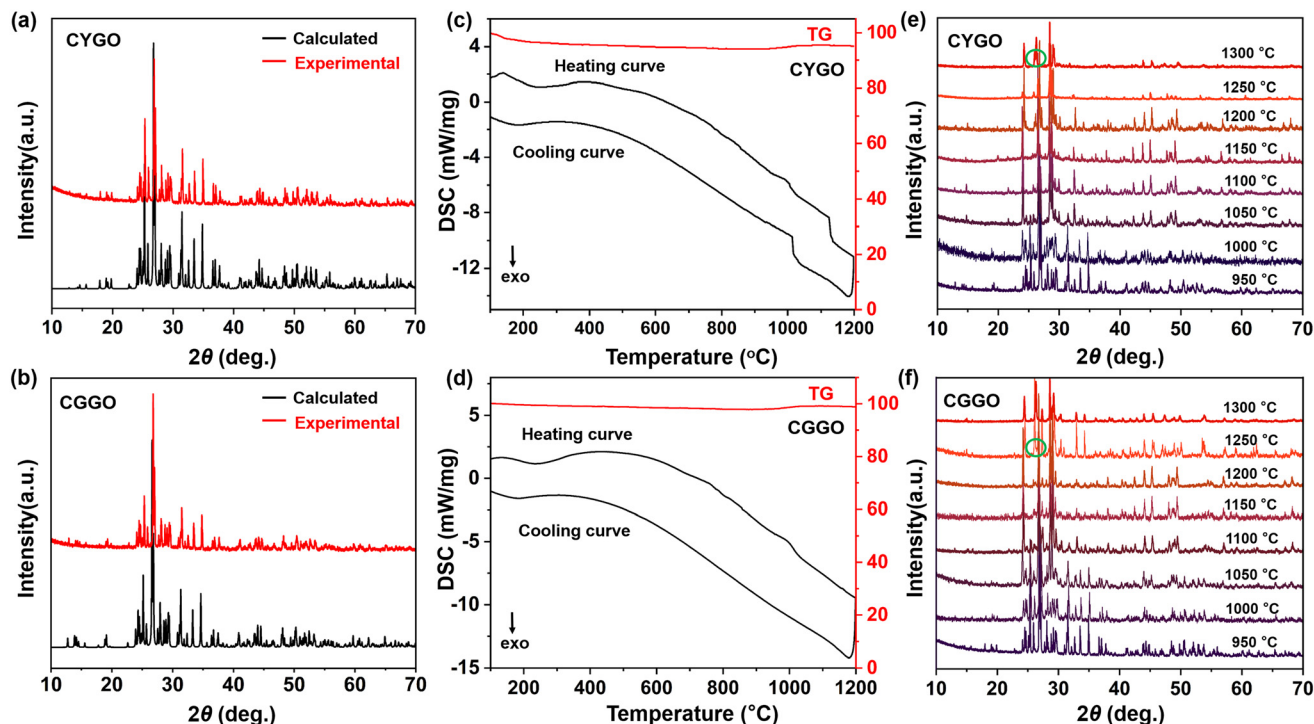 (a)
CYGO
Calculated
Experimental
Intensity(a.u.)
10 20 30 40 50 60 70
2θ (deg.)
(c)
TG
CYGO
Heating curve
Cooling curve
exo
DSC (mW/mg)
4
0
-4
-8
-12
100
80
60
40
20
0
200 400 600 800 1000 1200
Temperature (oC)
(e)
CYGO
1300 °C
1250 °C
1200 °C
1150 °C
1100 °C
1050 °C
1000 °C
950 °C
Intensity(a.u.)
10 20 30 40 50 60 70
2θ (deg.)
(b)
CGGO
Calculated
Experimental
Intensity(a.u.)
10 20 30 40 50 60 70
2θ (deg.)
(d)
TG
CGGO
Heating curve
Cooling curve
exo
DSC (mW/mg)
5
0
-5
-10
-15
100
80
60
40
20
0
200 400 600 800 1000 1200
Temperature (°C)
(f)
CGGO
1300 °C
1250 °C
1200 °C
1150 °C
1100 °C
1050 °C
1000 °C
950 °C
Intensity(a.u.)
10 20 30 40 50 60 70
2θ (deg.)